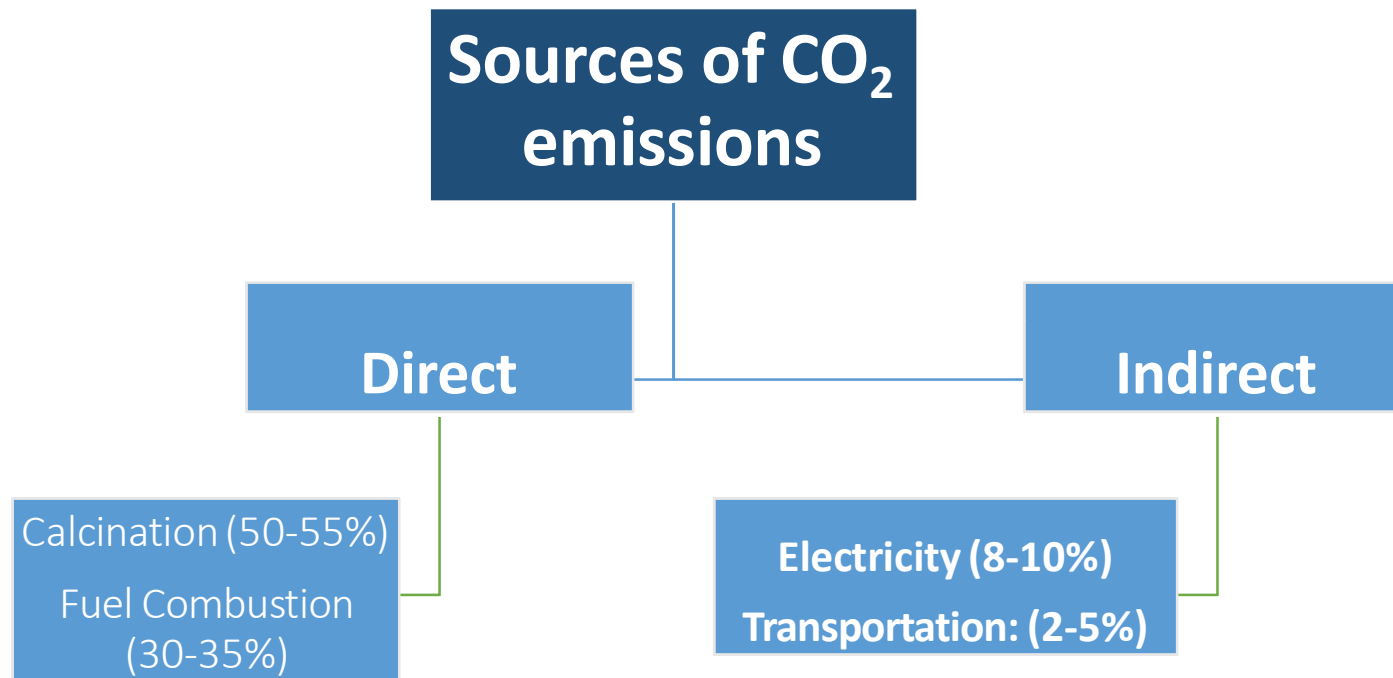 Sources of CO₂
emissions
Direct
Indirect
Calcination (50-55%)
Fuel Combustion
(30-35%)
Electricity (8-10%)
Transportation: (2-5%)